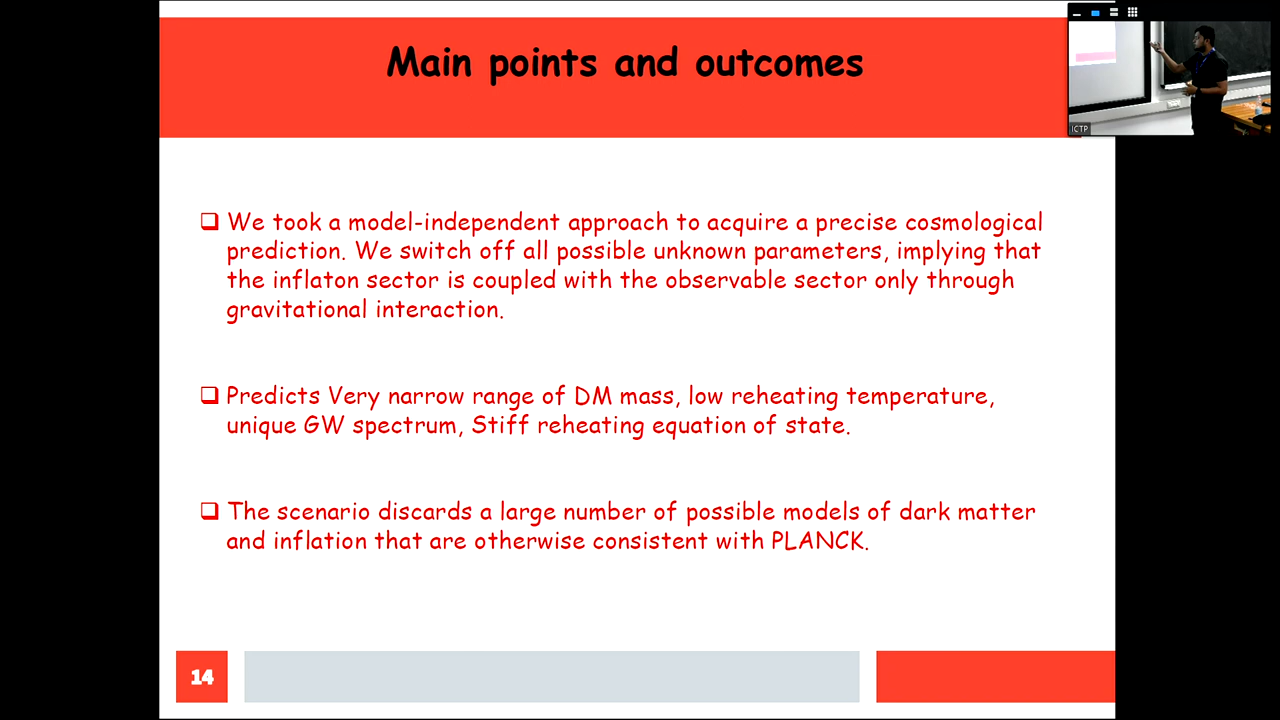 Main points and outcomes
ICTP
We took a model-independent approach to acquire a precise cosmological
prediction. We switch off all possible unknown parameters, implying that
the inflaton sector is coupled with the observable sector only through
gravitational interaction.
Predicts Very narrow range of DM mass, low reheating temperature,
unique GW spectrum, Stiff reheating equation of state.
The scenario discards a large number of possible models of dark matter
and inflation that are otherwise consistent with PLANCK.
14